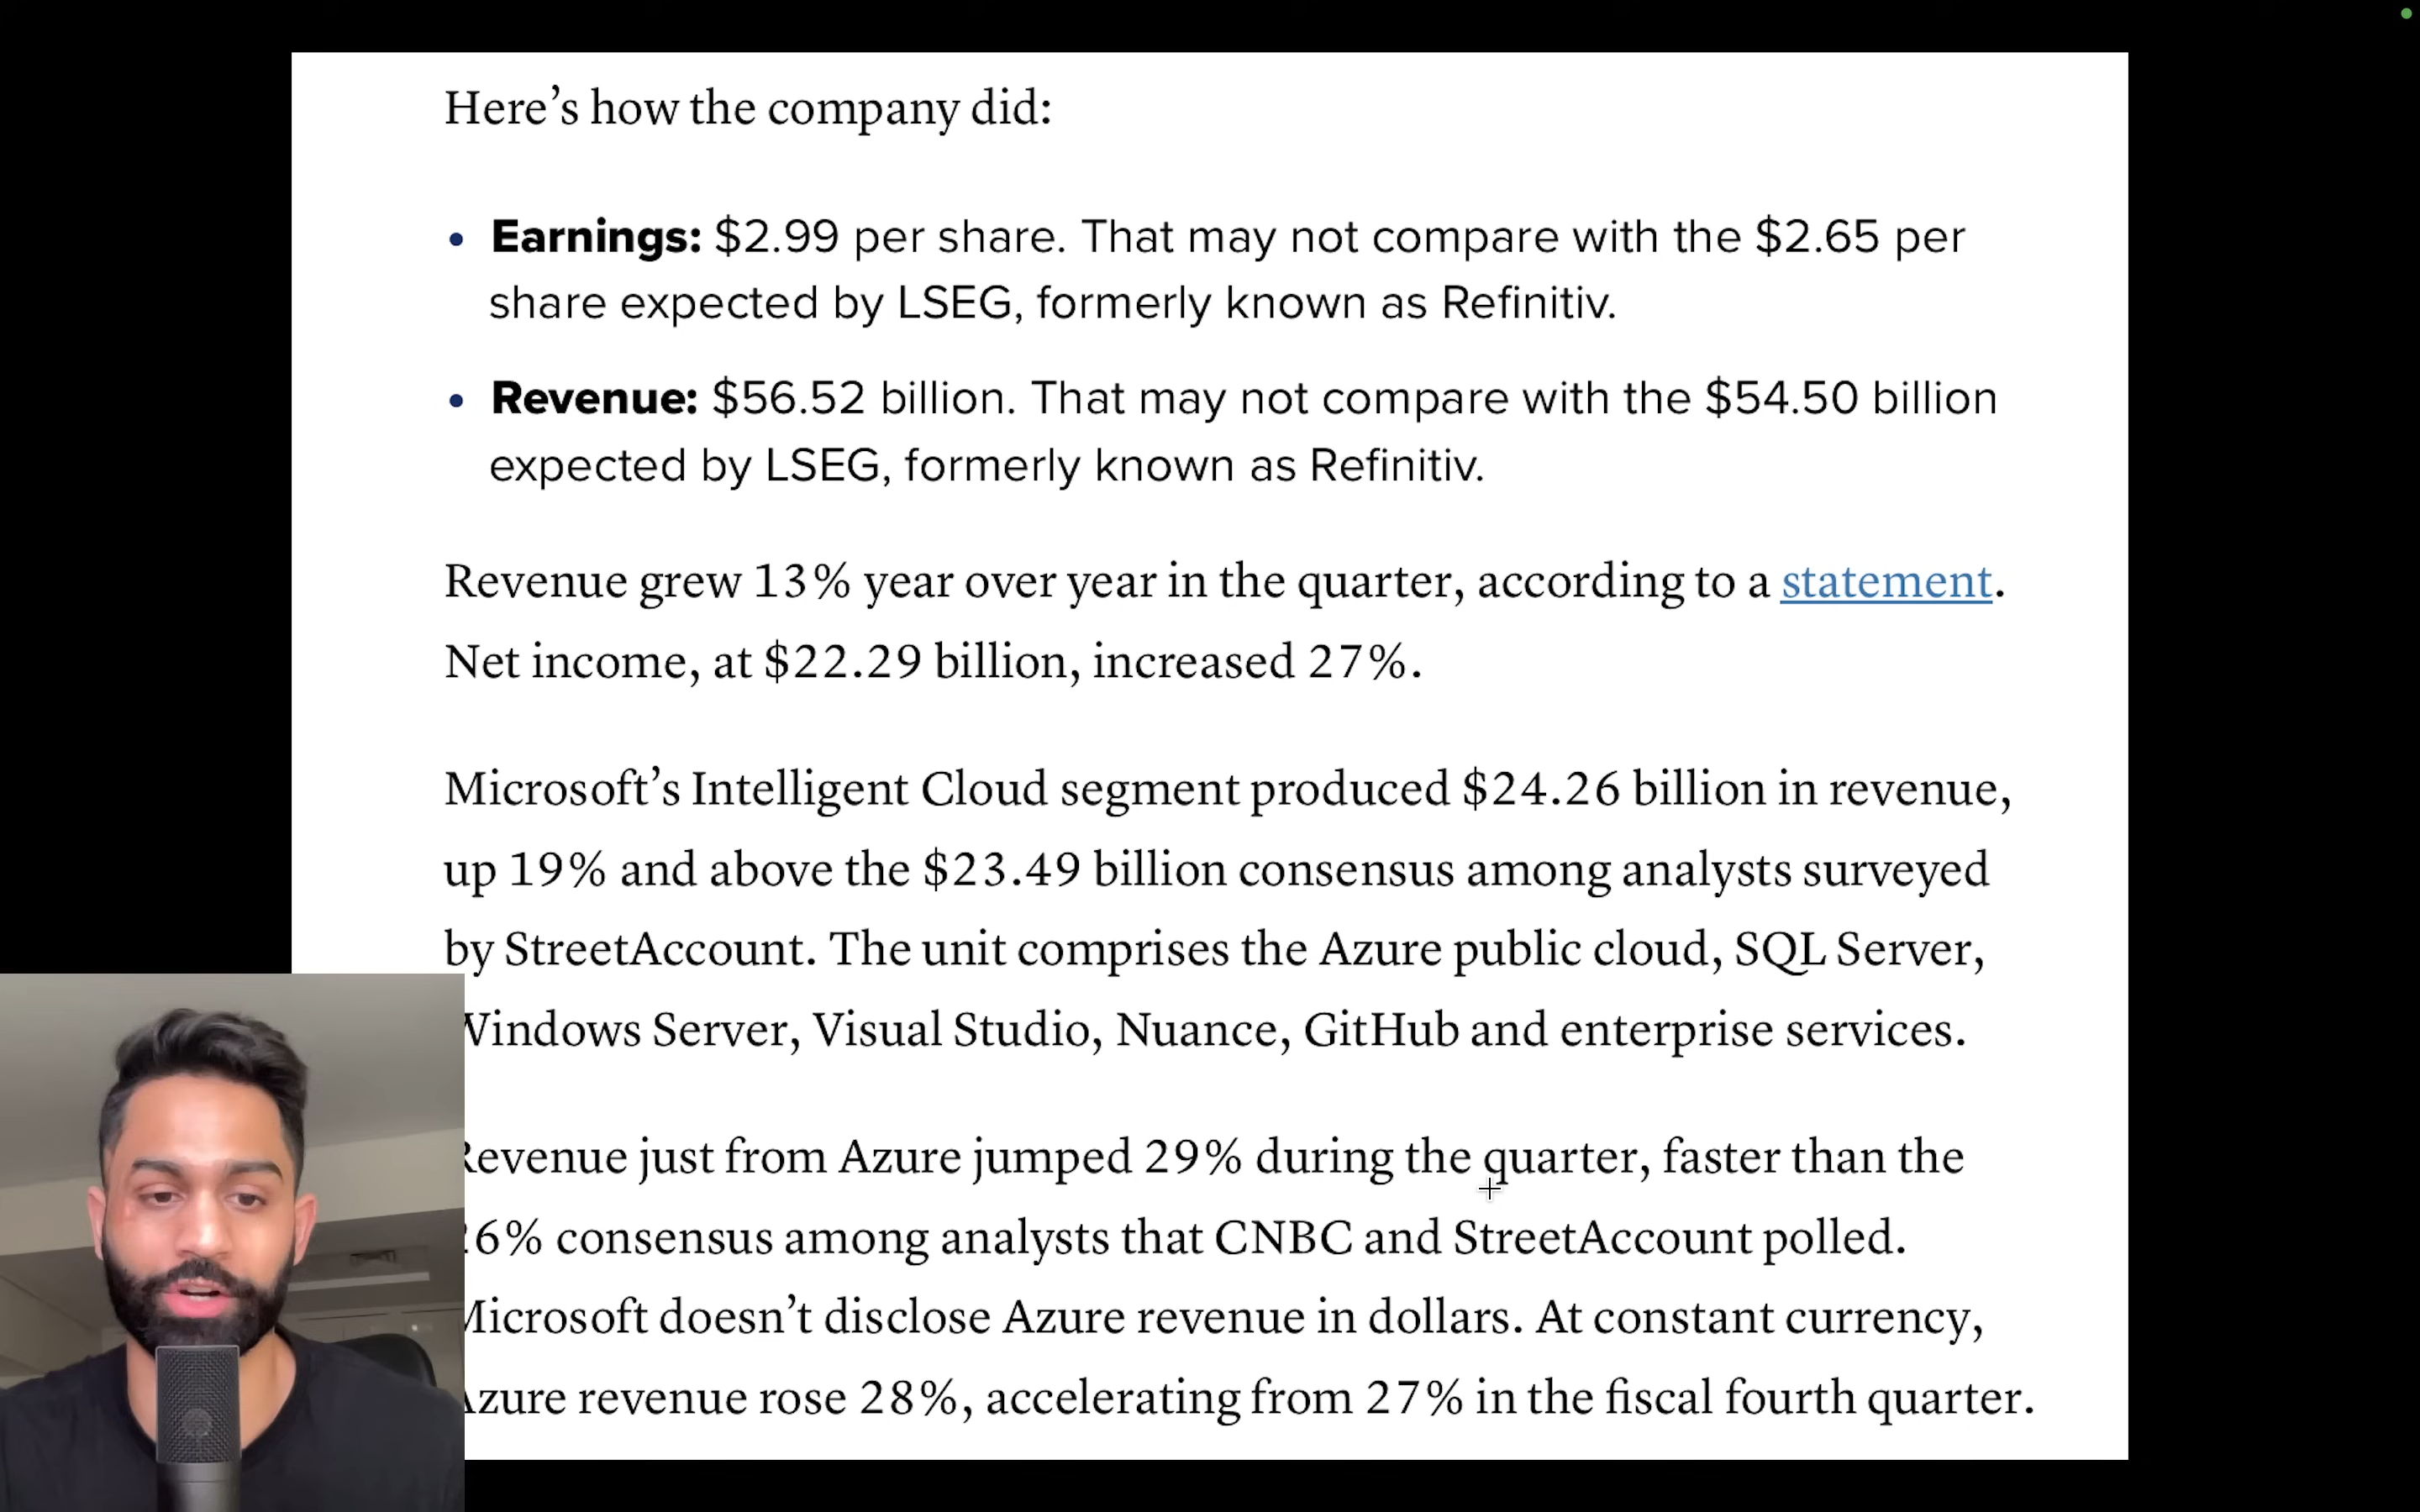 Here’s how the company did:
• Earnings: $2.99 per share. That may not compare with the $2.65 per
share expected by LSEG, formerly known as Refinitiv.
• Revenue: $56.52 billion. That may not compare with the $54.50 billion
expected by LSEG, formerly known as Refinitiv.
Revenue grew 13% year over year in the quarter, according to a statement.
Net income, at $22.29 billion, increased 27%.
Microsoft’s Intelligent Cloud segment produced $24.26 billion in revenue,
up 19% and above the $23.49 billion consensus among analysts surveyed
by StreetAccount. The unit comprises the Azure public cloud, SQL Server,
Windows Server, Visual Studio, Nuance, GitHub and enterprise services.
Revenue just from Azure jumped 29% during the quarter, faster than the
26% consensus among analysts that CNBC and StreetAccount polled.
Microsoft doesn’t disclose Azure revenue in dollars. At constant currency,
Azure revenue rose 28%, accelerating from 27% in the fiscal fourth quarter.